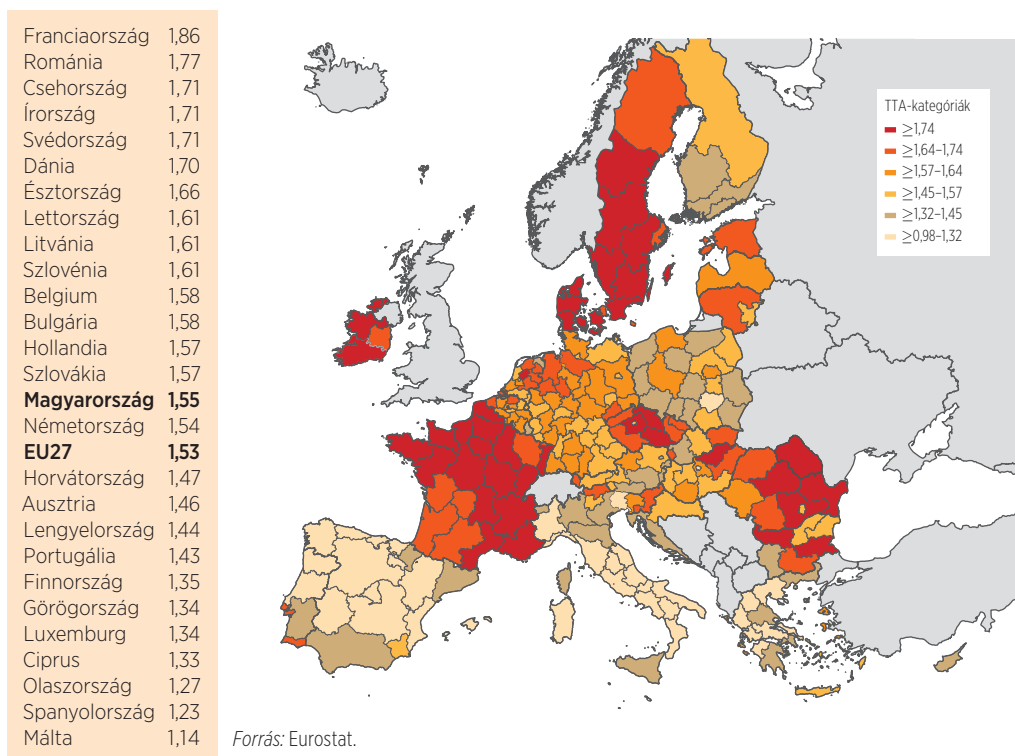 Franciaország 1,86
Románia 1,77
Csehország 1,71
Írország 1,71
Svédország 1,71
Dánia 1,70
Észtország 1,66
Lettország 1,61
Litvánia 1,61
Szlovénia 1,61
Belgium 1,58
Bulgária 1,58
Hollandia 1,57
Szlovákia 1,57
Magyarország 1,55
Németország 1,54
EU27 1,53
Horvátország 1,47
Ausztria 1,46
Lengyelország 1,44
Portugália 1,43
Finnország 1,35
Görögország 1,34
Luxemburg 1,34
Ciprus 1,33
Olaszország 1,27
Spanyolország 1,23
Málta 1,14
TTA-kategóriák
≥1,74
≥1,64–1,74
≥1,57–1,64
≥1,45–1,57
≥1,32–1,45
≥0,98–1,32
Forrás: Eurostat.